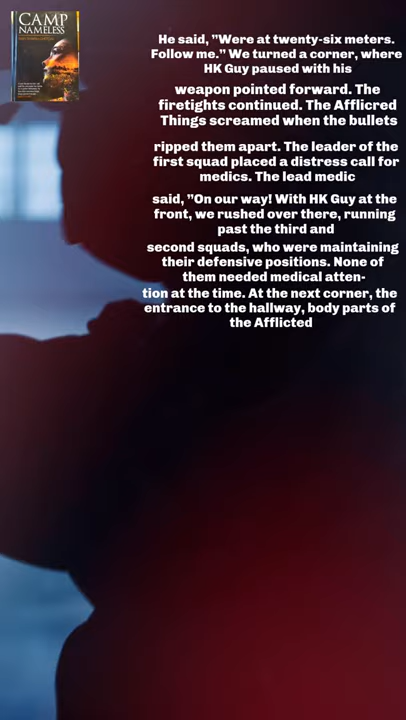 CAMP
NAMELESS
He said, ”Were at twenty-six meters.
Follow me.” We turned a corner, where
HK Guy paused with his
weapon pointed forward. The
firetights continued. The Afflicred
Things screamed when the bullets
ripped them apart. The leader of the
first squad placed a distress call for
medics. The lead medic
said, ”On our way! With HK Guy at the
front, we rushed over there, running
past the third and
second squads, who were maintaining
their defensive positions. None of
them needed medical atten-
tion at the time. At the next corner, the
entrance to the hallway, body parts of
the Afflicted